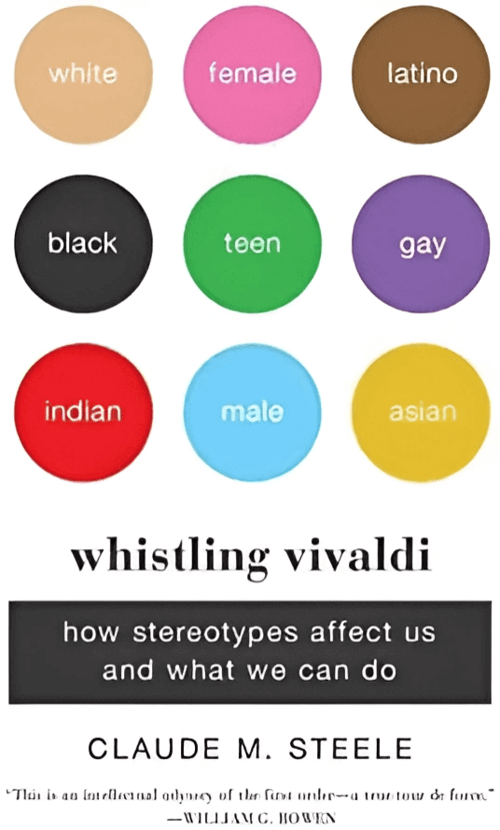 white female latino
black teen gay
indian male asian
whistling vivaldi
how stereotypes affect us
and what we can do
CLAUDE M. STEELE
"This is an intellectual odyssey of the first order—a true tour de force."
—WILLIAM G. BOWEN